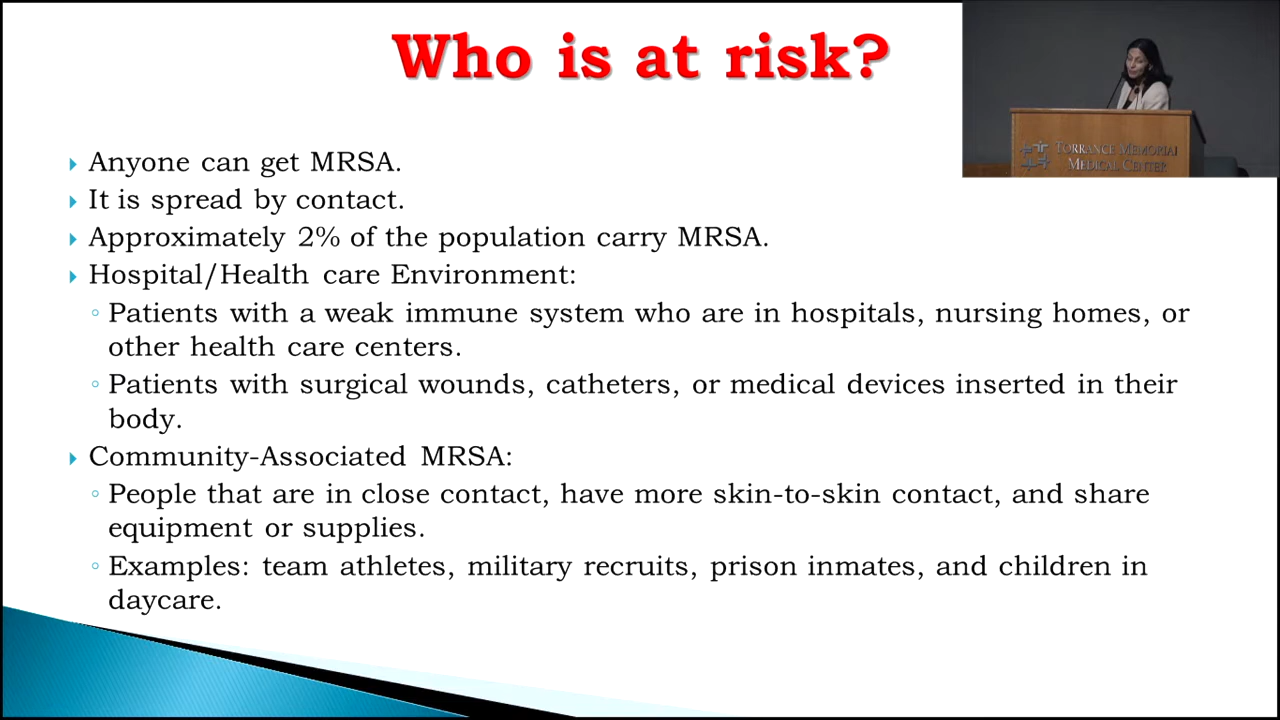 Who is at risk?
TORRANCE MEMORIAL
MEDICAL CENTER
Anyone can get MRSA.
It is spread by contact.
Approximately 2% of the population carry MRSA.
Hospital/Health care Environment:
Patients with a weak immune system who are in hospitals, nursing homes, or
other health care centers.
Patients with surgical wounds, catheters, or medical devices inserted in their
body.
Community-Associated MRSA:
People that are in close contact, have more skin-to-skin contact, and share
equipment or supplies.
Examples: team athletes, military recruits, prison inmates, and children in
daycare.